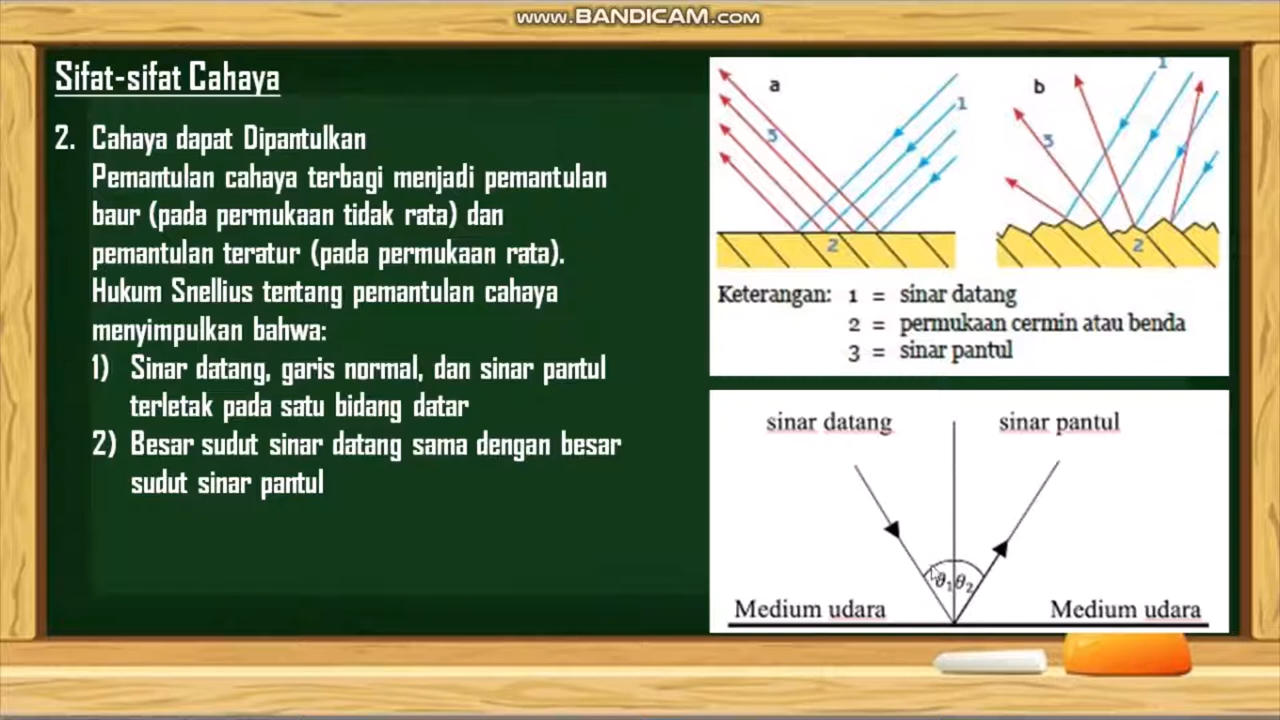 www.BANDICAM.com
Sifat-sifat Cahaya
2. Cahaya dapat Dipantulkan
Pemantulan cahaya terbagi menjadi pemantulan
baur (pada permukaan tidak rata) dan
pemantulan teratur (pada permukaan rata).
Hukum Snellius tentang pemantulan cahaya
menyimpulkan bahwa:
1) Sinar datang, garis normal, dan sinar pantul
terletak pada satu bidang datar
2) Besar sudut sinar datang sama dengan besar
sudut sinar pantul
a
1
3
2
b
1
3
2
Keterangan: 1 = sinar datang
2 = permukaan cermin atau benda
3 = sinar pantul
sinar datang
sinar pantul
θ₁ θ₂
Medium udara
Medium udara